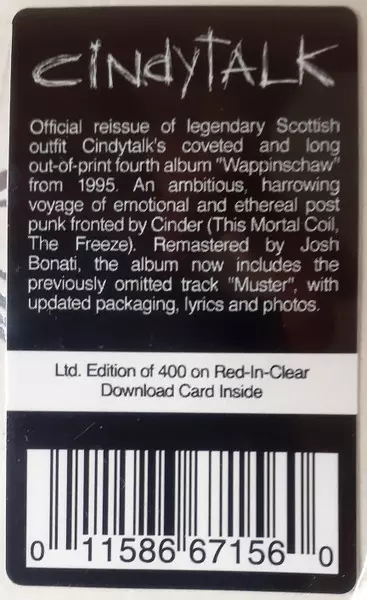 CINDYTALK
Official reissue of legendary Scottish
outfit Cindytalk's coveted and long
out-of-print fourth album "Wappinschaw"
from 1995. An ambitious, harrowing
voyage of emotional and ethereal post
punk fronted by Cinder (This Mortal Coil,
The Freeze). Remastered by Josh
Bonati, the album now includes the
previously omitted track "Muster", with
updated packaging, lyrics and photos.
Ltd. Edition of 400 on Red-In-Clear
Download Card Inside
0 11586 67156 0